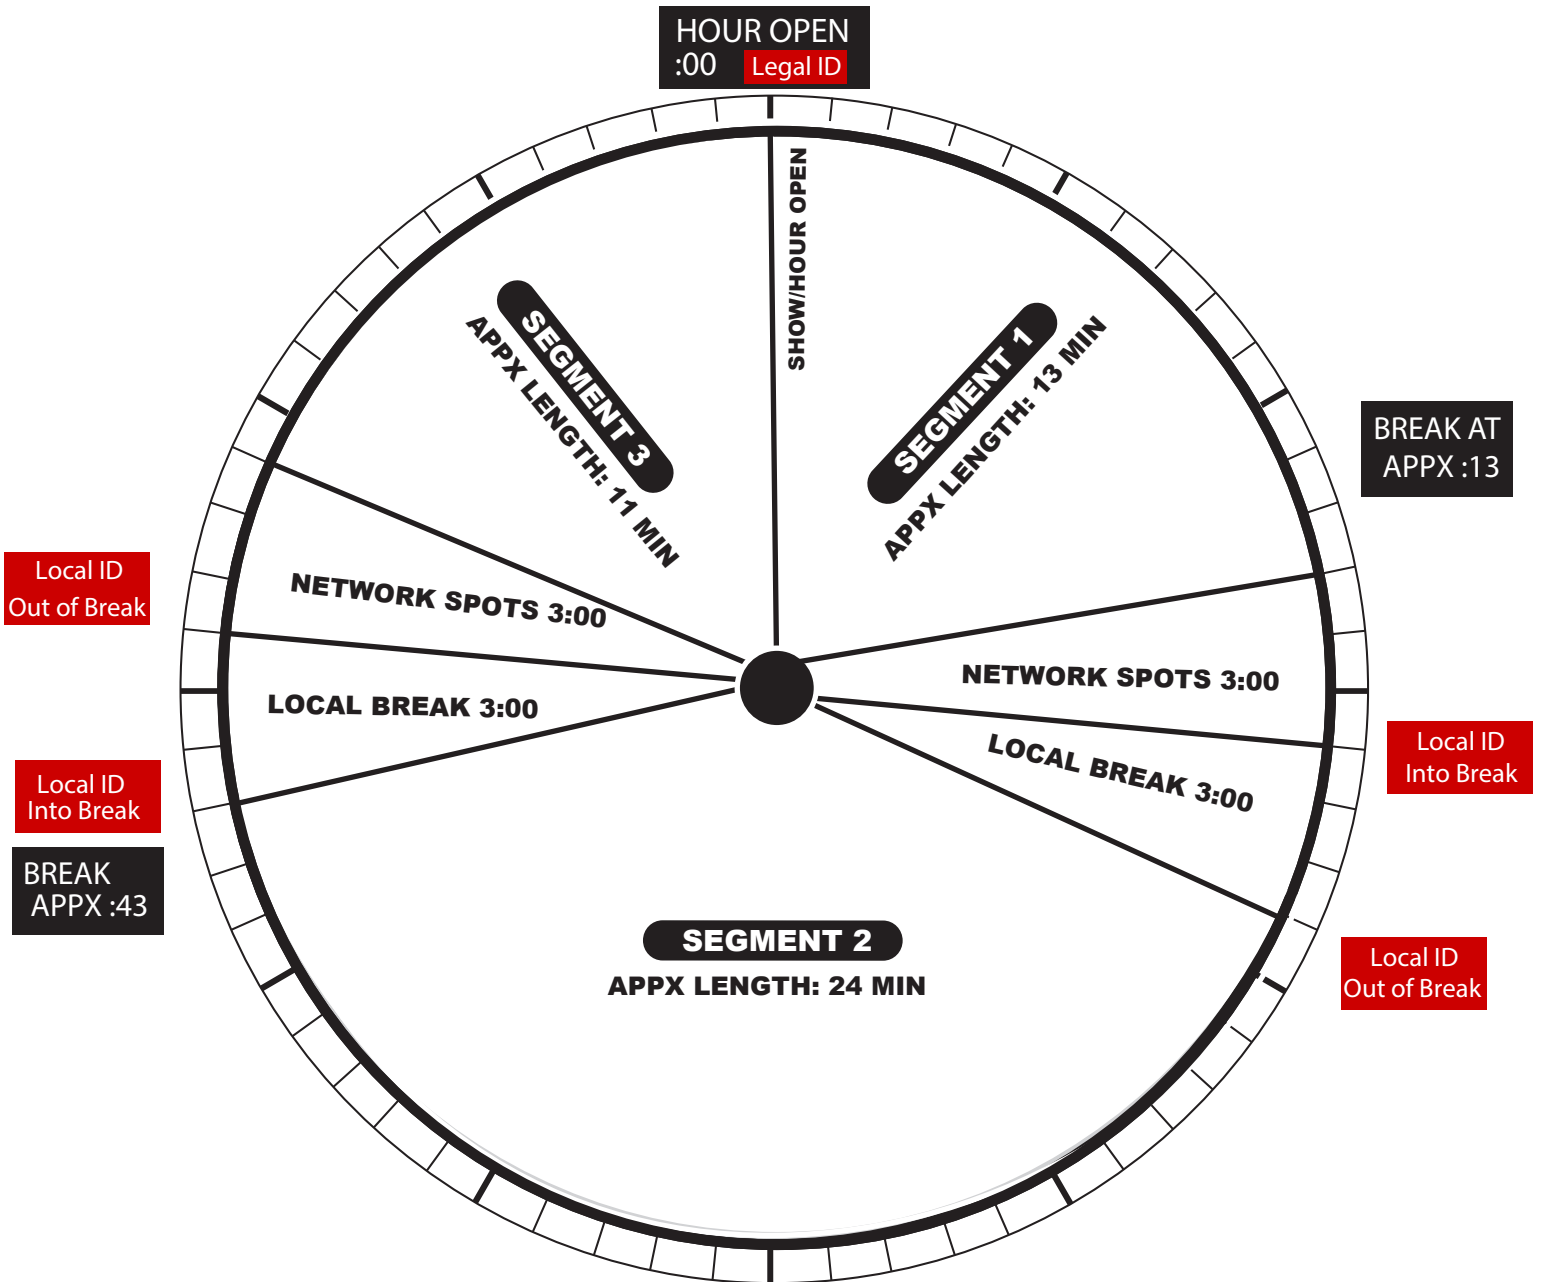 HOUR OPEN
:00 Legal ID
SHOW/HOUR OPEN
SEGMENT 1
APPX LENGTH: 13 MIN
BREAK AT
APPX :13
NETWORK SPOTS 3:00
Local ID
Into Break
LOCAL BREAK 3:00
Local ID
Out of Break
SEGMENT 2
APPX LENGTH: 24 MIN
BREAK
APPX :43
Local ID
Into Break
LOCAL BREAK 3:00
Local ID
Out of Break
NETWORK SPOTS 3:00
SEGMENT 3
APPX LENGTH: 11 MIN